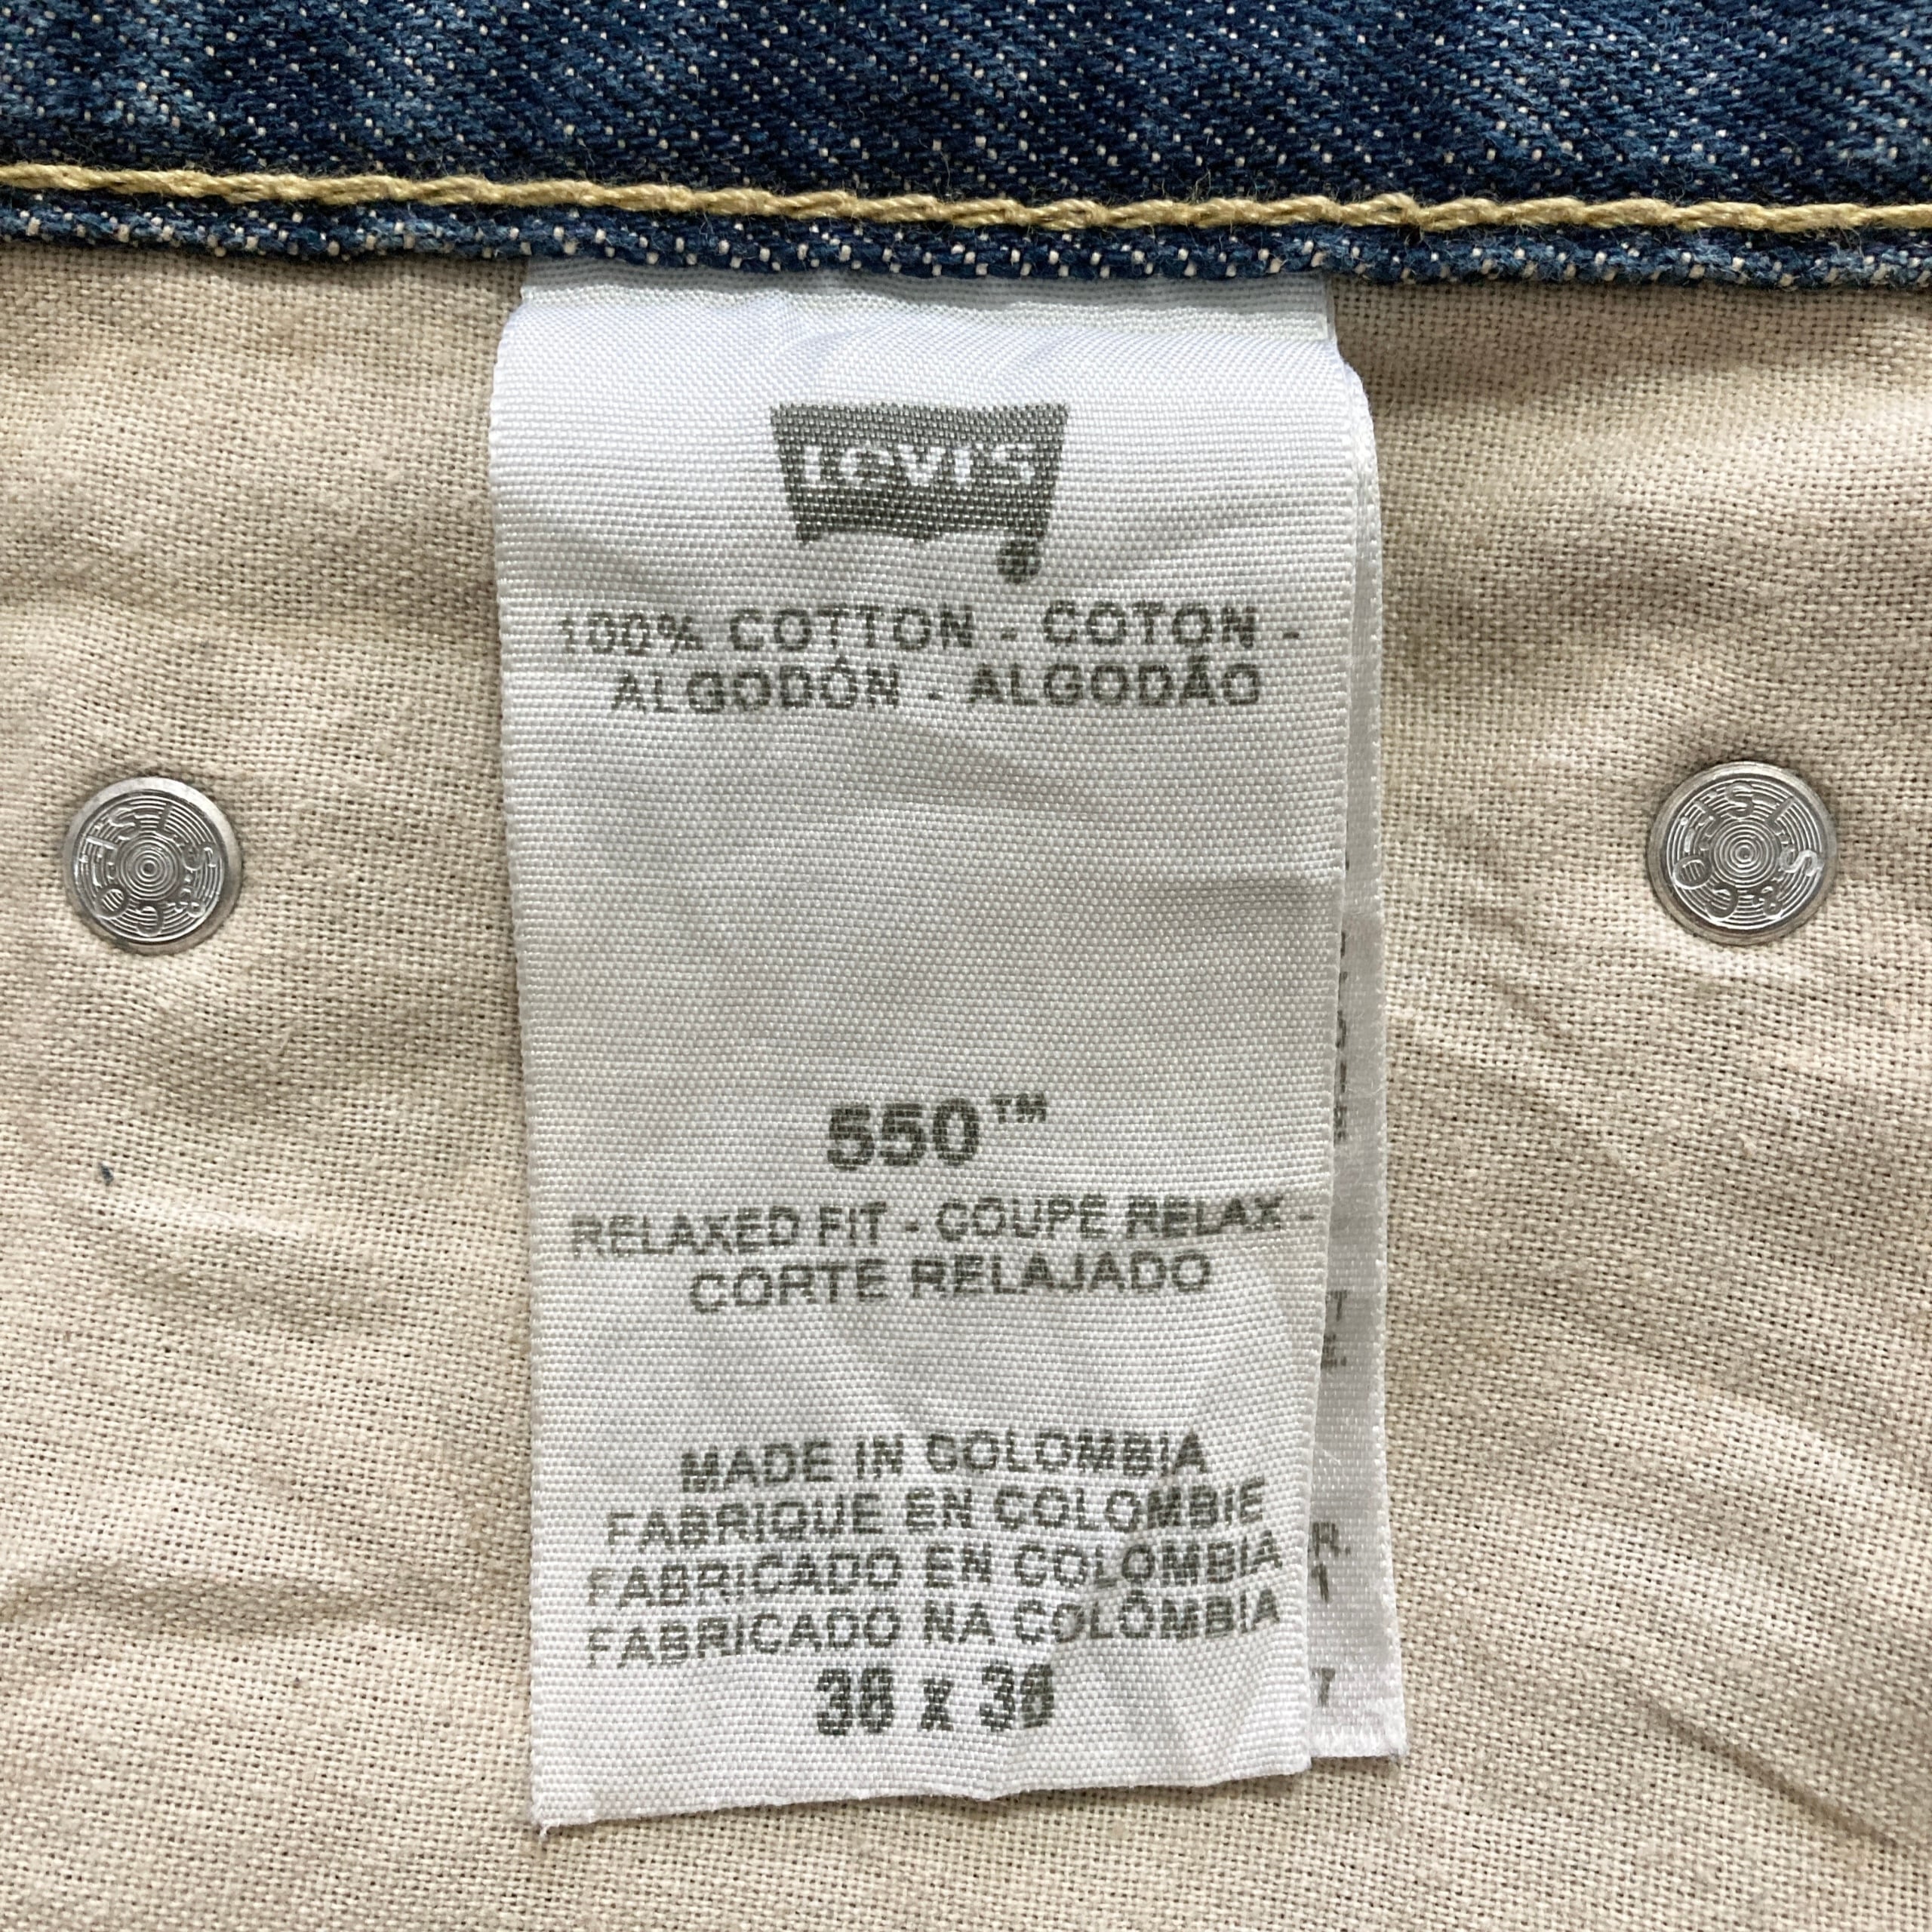 Levi's
®
100% COTTON - COTON -
ALGODÓN - ALGODÃO
550™
RELAXED FIT - COUPE RELAX -
CORTE RELAJADO
MADE IN COLOMBIA
FABRIQUE EN COLOMBIE
FABRICADO EN COLOMBIA
FABRICADO NA COLÔMBIA
x